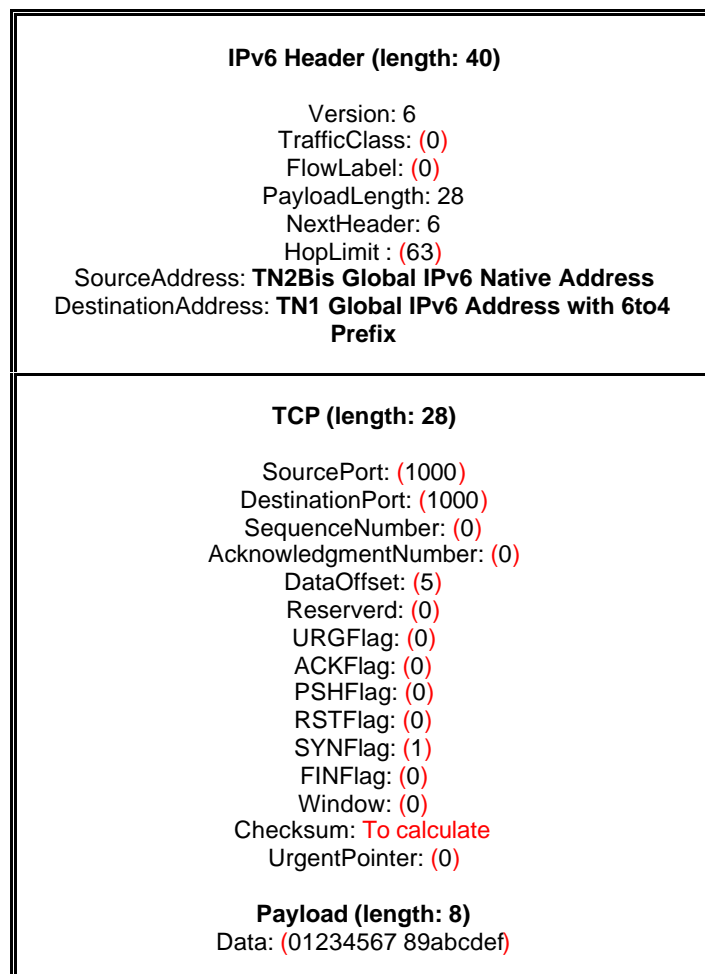 IPv6 Header (length: 40)
Version: 6
TrafficClass: (0)
FlowLabel: (0)
PayloadLength: 28
NextHeader: 6
HopLimit : (63)
SourceAddress: TN2Bis Global IPv6 Native Address
DestinationAddress: TN1 Global IPv6 Address with 6to4
Prefix
TCP (length: 28)
SourcePort: (1000)
DestinationPort: (1000)
SequenceNumber: (0)
AcknowledgmentNumber: (0)
DataOffset: (5)
Reserverd: (0)
URGFlag: (0)
ACKFlag: (0)
PSHFlag: (0)
RSTFlag: (0)
SYNFlag: (1)
FINFlag: (0)
Window: (0)
Checksum: To calculate
UrgentPointer: (0)
Payload (length: 8)
Data: (01234567 89abcdef)